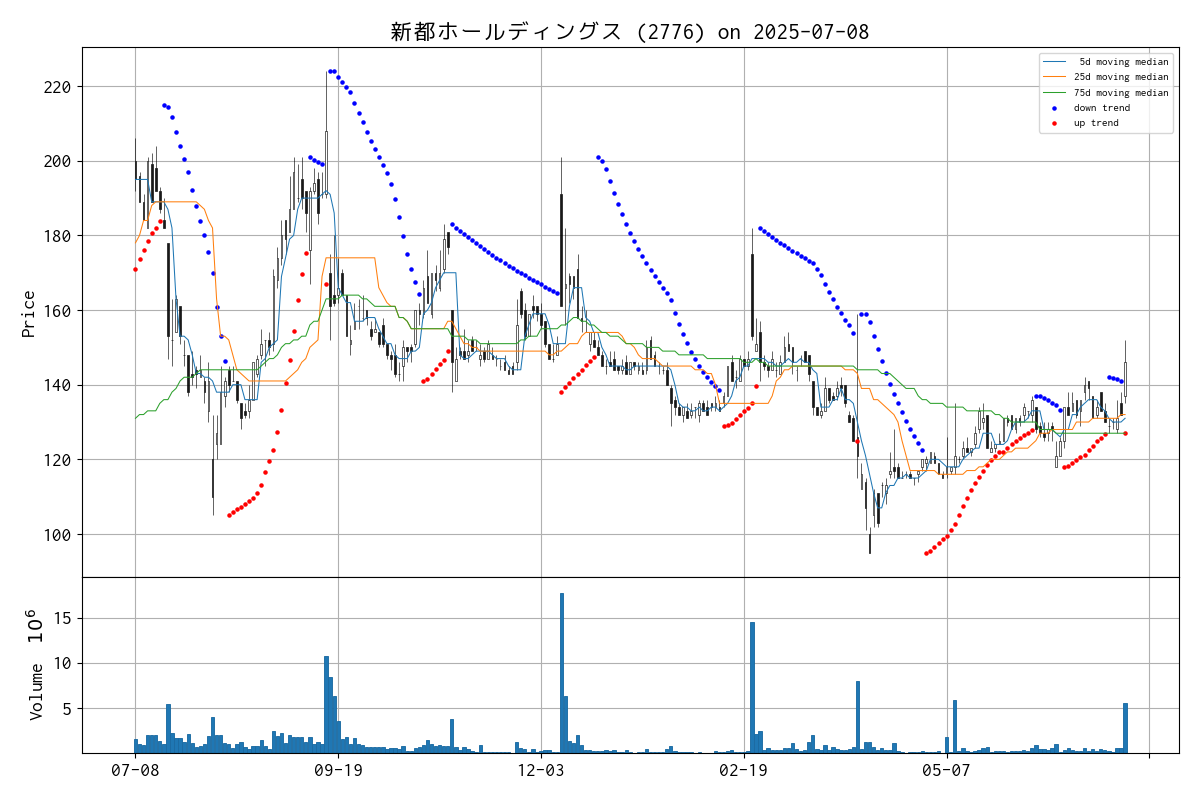 新都ホールディングス (2776) on 2025-07-08
5d moving median
25d moving median
75d moving median
down trend
up trend
Price
220
200
180
160
140
120
100
Volume 10^6
15
10
5
07-08
09-19
12-03
02-19
05-07